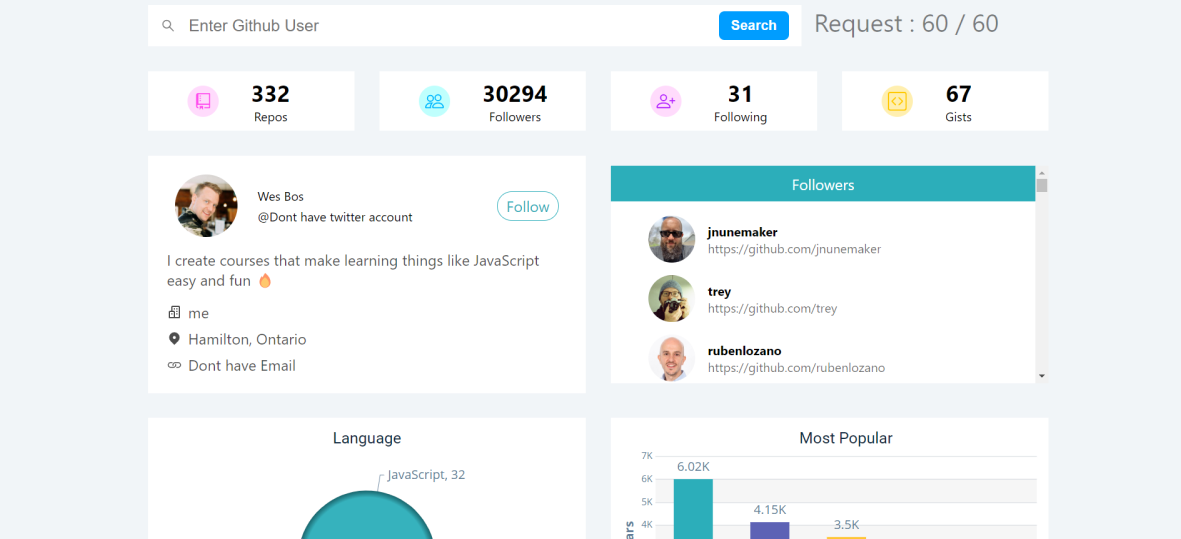 Enter Github User
Search
Request : 60 / 60
332
Repos
30294
Followers
31
Following
67
Gists
Wes Bos
@Dont have twitter account
Follow
I create courses that make learning things like JavaScript
easy and fun 🔥
me
Hamilton, Ontario
Dont have Email
Followers
jnunemaker
https://github.com/jnunemaker
trey
https://github.com/trey
rubenlozano
https://github.com/rubenlozano
Language
JavaScript, 32
Most Popular
7K
6.02K
6K
5K
4.15K
4K
3.5K